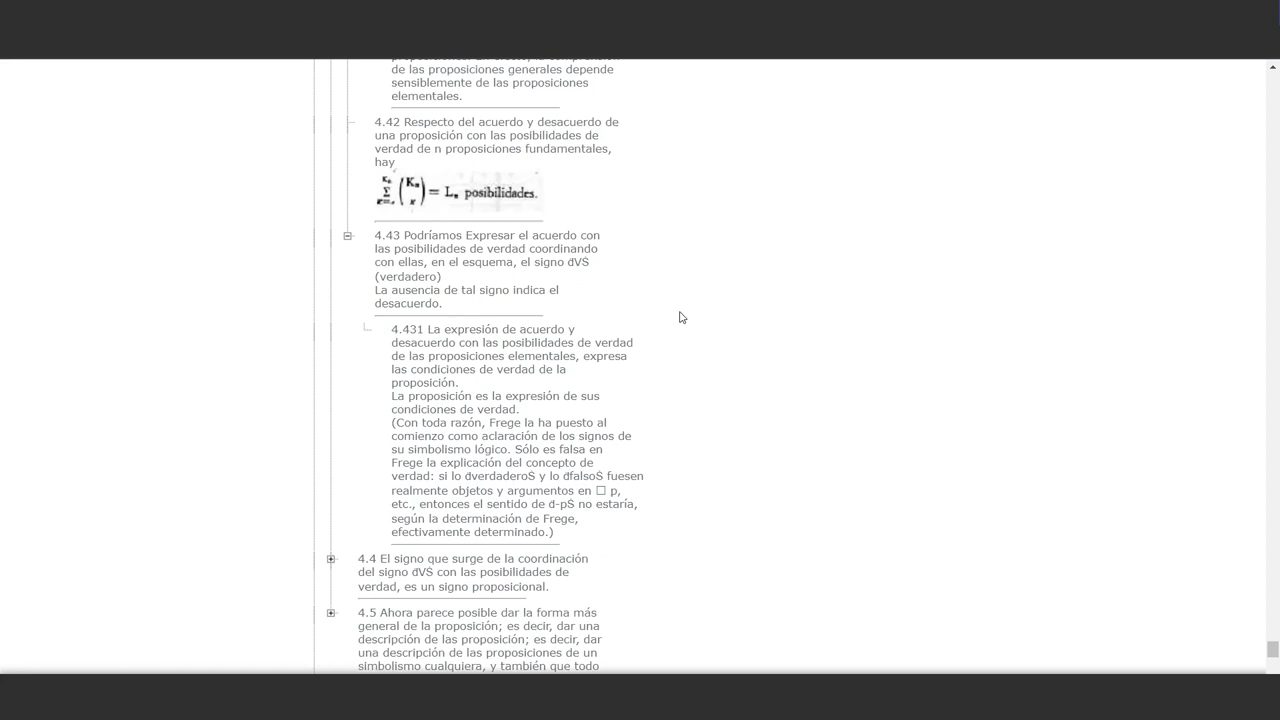 de las proposiciones generales depende
sensiblemente de las proposiciones
elementales.
4.42 Respecto del acuerdo y desacuerdo de
una proposición con las posibilidades de
verdad de n proposiciones fundamentales,
hay
= Lₙ posibilidades.
4.43 Podríamos Expresar el acuerdo con
las posibilidades de verdad coordinando
con ellas, en el esquema, el signo đVŠ
(verdadero)
La ausencia de tal signo indica el
desacuerdo.
4.431 La expresión de acuerdo y
desacuerdo con las posibilidades de verdad
de las proposiciones elementales, expresa
las condiciones de verdad de la
proposición.
La proposición es la expresión de sus
condiciones de verdad.
(Con toda razón, Frege la ha puesto al
comienzo como aclaración de los signos de
su simbolismo lógico. Sólo es falsa en
Frege la explicación del concepto de
verdad: si lo đverdaderoŠ y lo đfalsoŠ fuesen
realmente objetos y argumentos en □ p,
etc., entonces el sentido de đ-pŠ no estaría,
según la determinación de Frege,
efectivamente determinado.)
4.4 El signo que surge de la coordinación
del signo đVŠ con las posibilidades de
verdad, es un signo proposicional.
4.5 Ahora parece posible dar la forma más
general de la proposición; es decir, dar una
descripción de las proposición; es decir, dar
una descripción de las proposiciones de un
simbolismo cualquiera, y también que todo